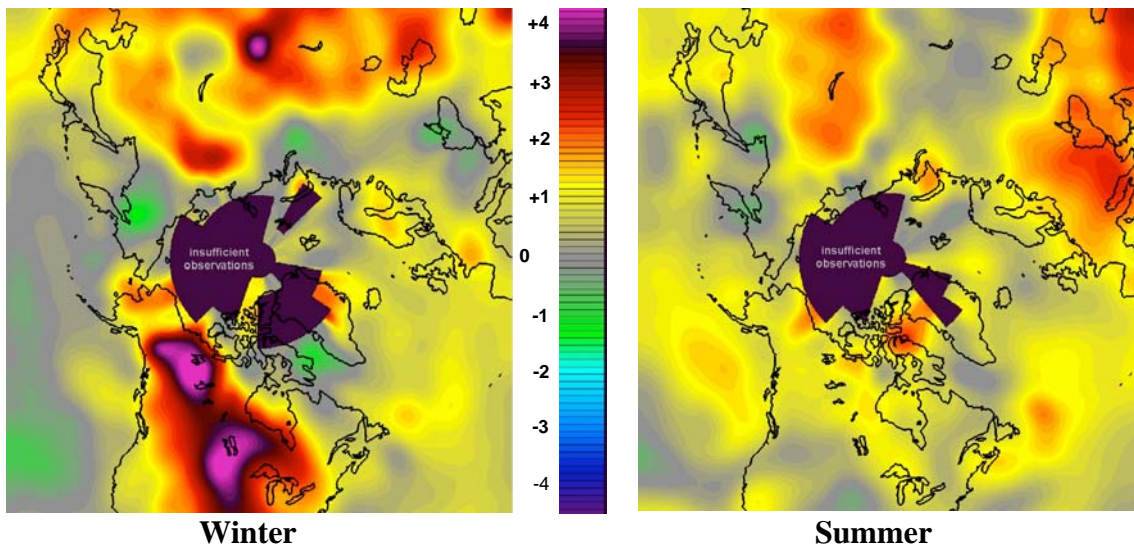 +4
+3
+2
+1
0
-1
-2
-3
-4
insufficient
observations
insufficient
observations
Winter
Summer